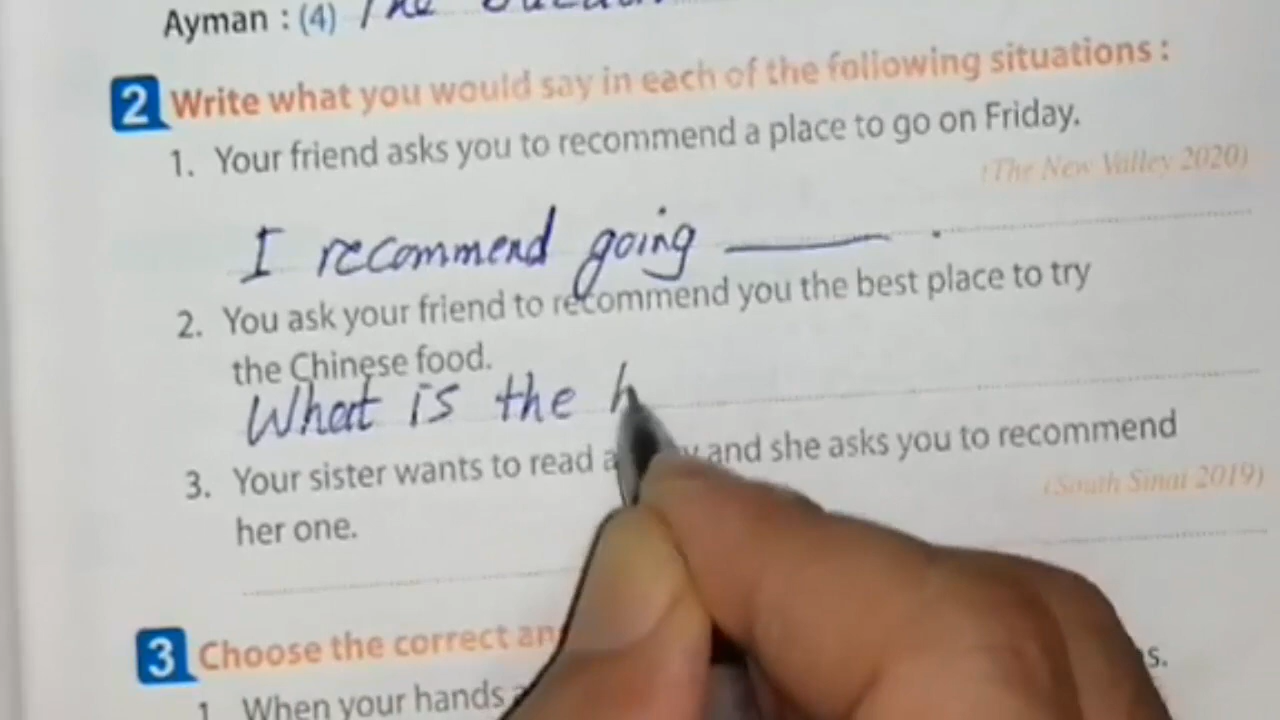 Ayman : (4) The
2 Write what you would say in each of the following situations :
1. Your friend asks you to recommend a place to go on Friday.
(The New Valley 2020)
I recommend going ______ .
2. You ask your friend to recommend you the best place to try
the Chinese food.
What is the
3. Your sister wants to read a and she asks you to recommend
(South Sinai 2019)
her one.
3 Choose the correct
1. When your hands